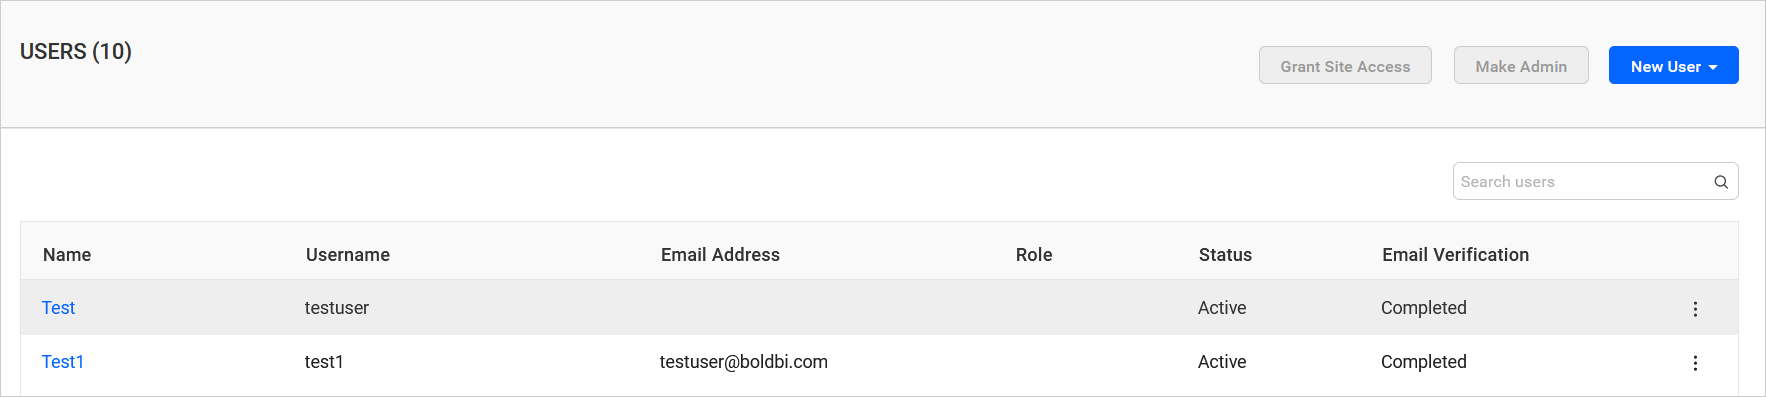 USERS (10)
Grant Site Access Make Admin New User
Search users
Name Username Email Address Role Status Email Verification
Test testuser Active Completed
Test1 test1 testuser@boldbi.com Active Completed